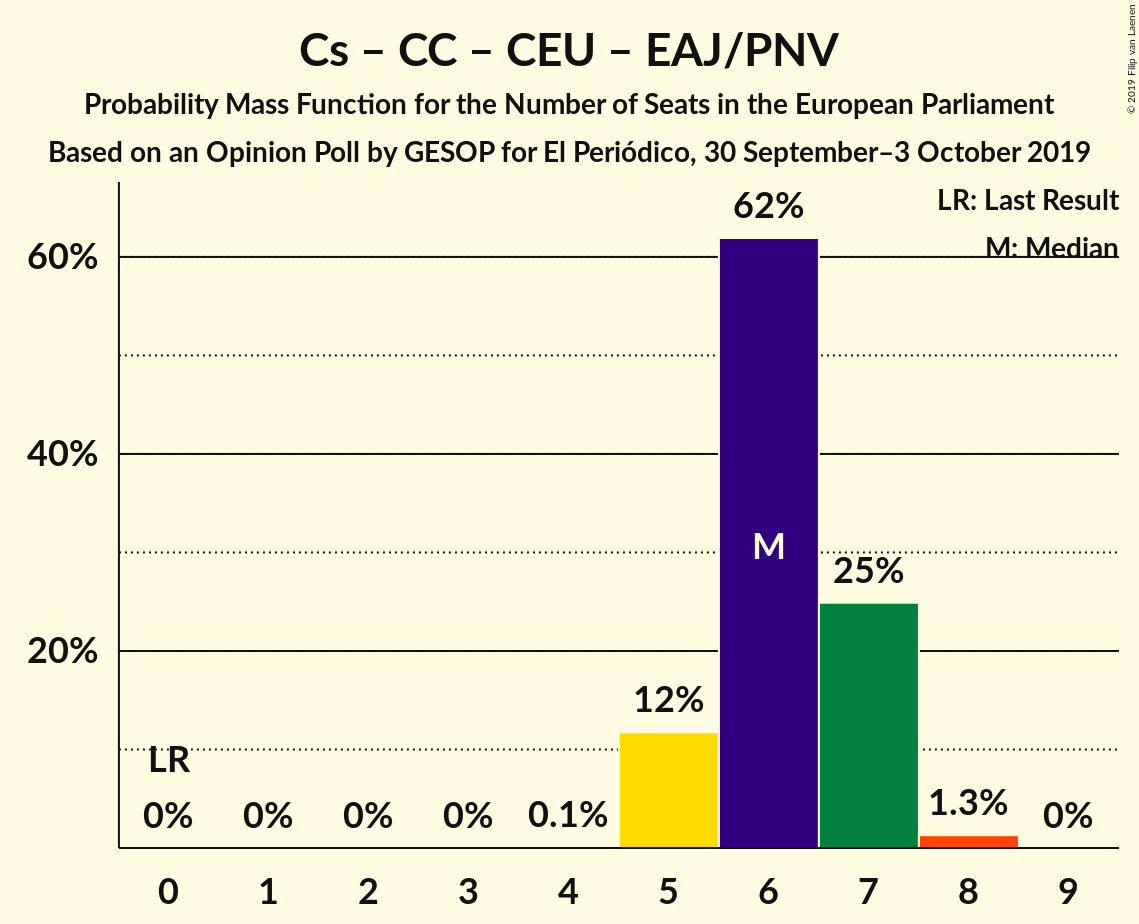 Cs – CC – CEU – EAJ/PNV
Probability Mass Function for the Number of Seats in the European Parliament
Based on an Opinion Poll by GESOP for El Periódico, 30 September–3 October 2019
© 2019 Filip van Laenen
LR: Last Result
M: Median
62%
60%
40%
20%
M
25%
12%
LR
0% 0% 0% 0% 0.1% 1.3% 0%
0 1 2 3 4 5 6 7 8 9